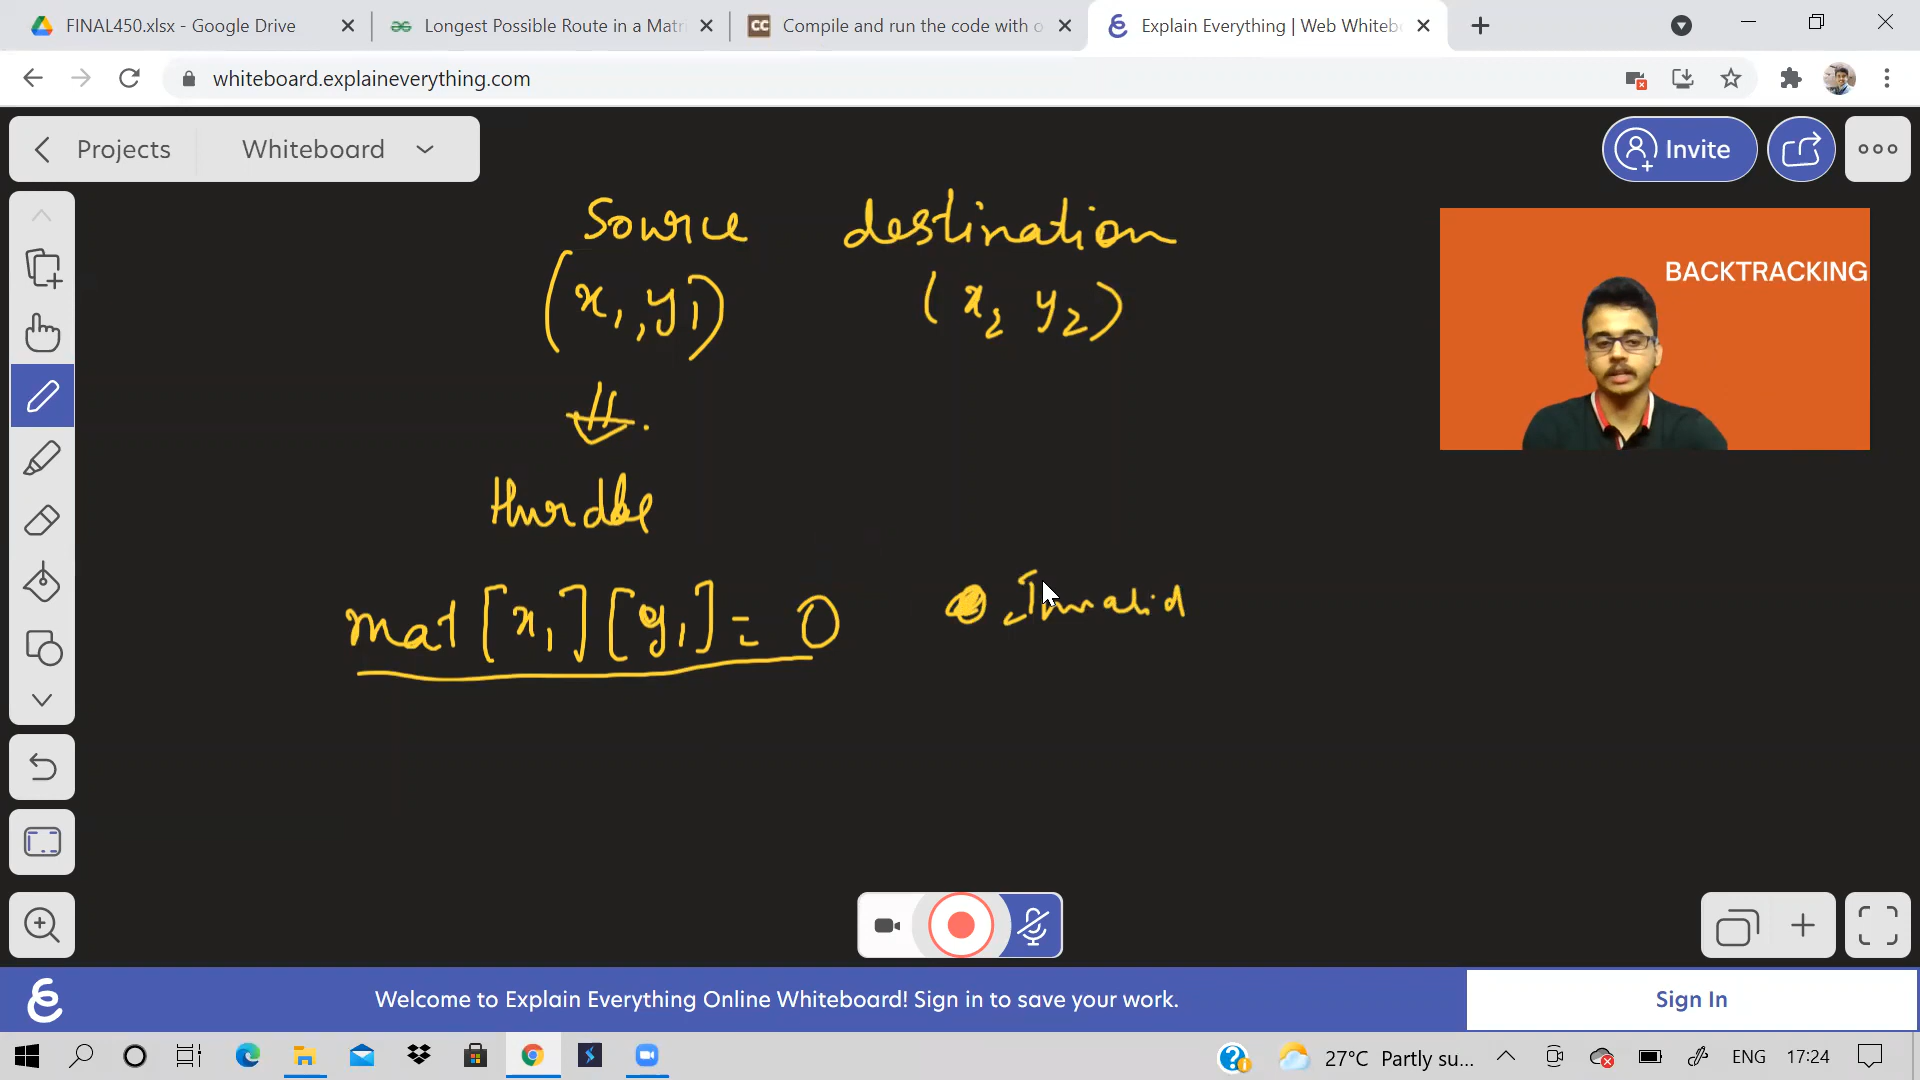 FINAL450.xlsx - Google Drive
Longest Possible Route in a Matr
CC
Compile and run the code with o
Explain Everything | Web Whitebo
whiteboard.explaineverything.com
Projects
Whiteboard
Invite
Source destination
(x1, y1) (x2 y2)
BACKTRACKING
Hurdle
mat[x1][y1] = 0 Invalid
Welcome to Explain Everything Online Whiteboard! Sign in to save your work.
Sign In
27°C Partly su...
ENG
17:24